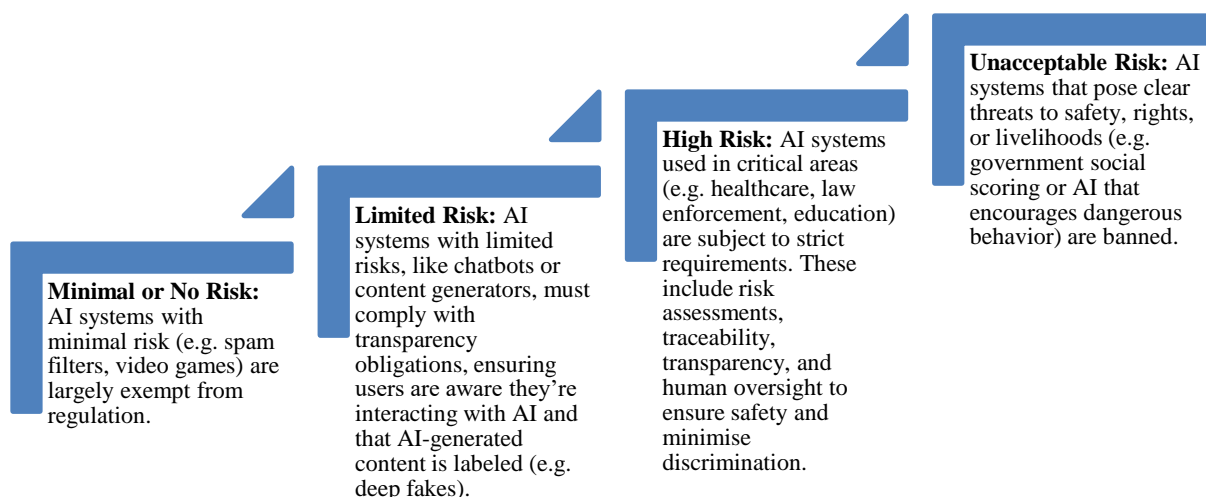 Minimal or No Risk:
AI systems with
minimal risk (e.g. spam
filters, video games) are
largely exempt from
regulation.
Limited Risk: AI
systems with limited
risks, like chatbots or
content generators, must
comply with
transparency
obligations, ensuring
users are aware they’re
interacting with AI and
that AI-generated
content is labeled (e.g.
deep fakes).
High Risk: AI systems
used in critical areas
(e.g. healthcare, law
enforcement, education)
are subject to strict
requirements. These
include risk
assessments,
traceability,
transparency, and
human oversight to
ensure safety and
minimise
discrimination.
Unacceptable Risk: AI
systems that pose clear
threats to safety, rights,
or livelihoods (e.g.
government social
scoring or AI that
encourages dangerous
behavior) are banned.